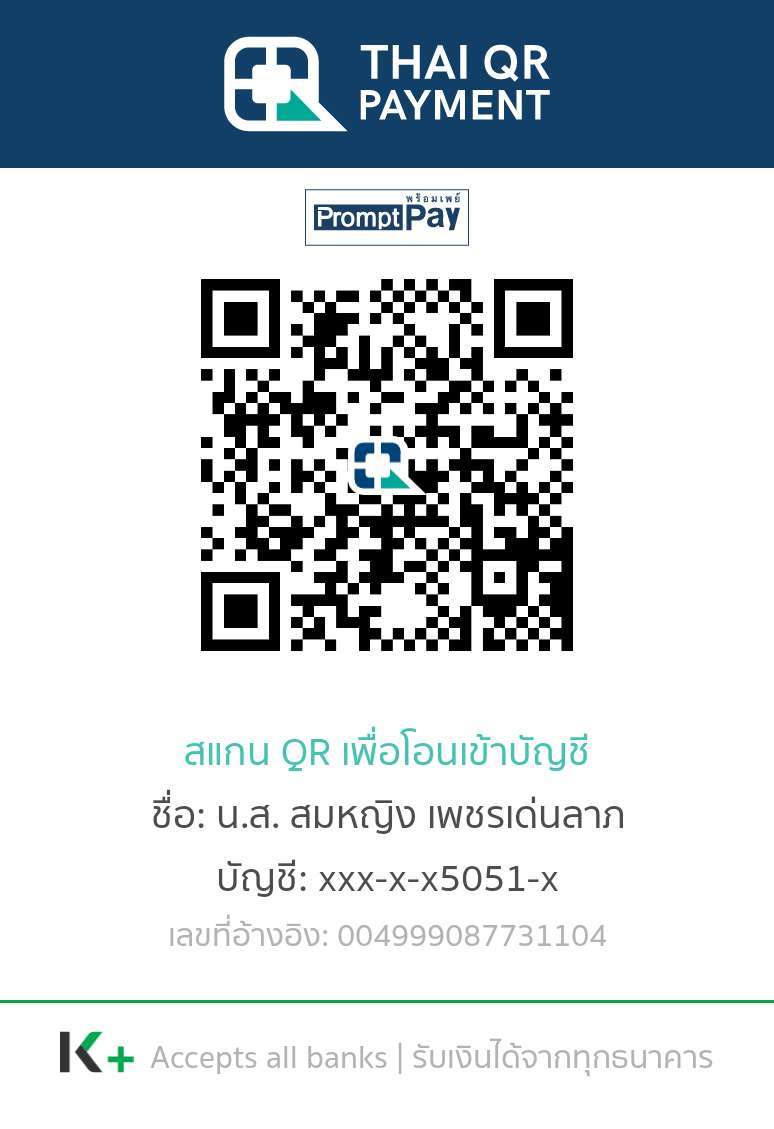 THAI QR
PAYMENT
พร้อมเพย์
PromptPay
สแกน QR เพื่อโอนเข้าบัญชี
ชื่อ: น.ส. สมหญิง เพชรเด่นลาภ
บัญชี: xxx-x-x5051-x
เลขที่อ้างอิง: 004999087731104
K+ Accepts all banks | รับเงินได้จากทุกธนาคาร